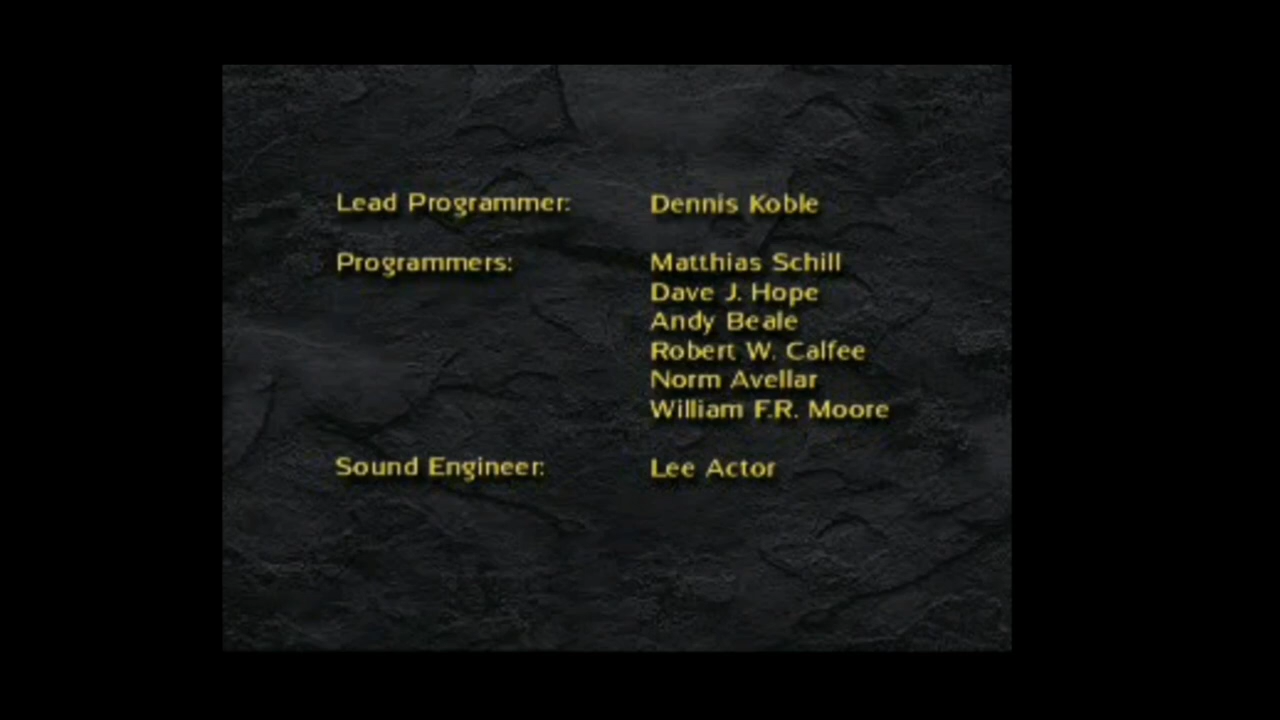 Lead Programmer: Dennis Koble
Programmers: Matthias Schill
Dave J. Hope
Andy Beale
Robert W. Calfee
Norm Avellar
William F.R. Moore
Sound Engineer: Lee Actor